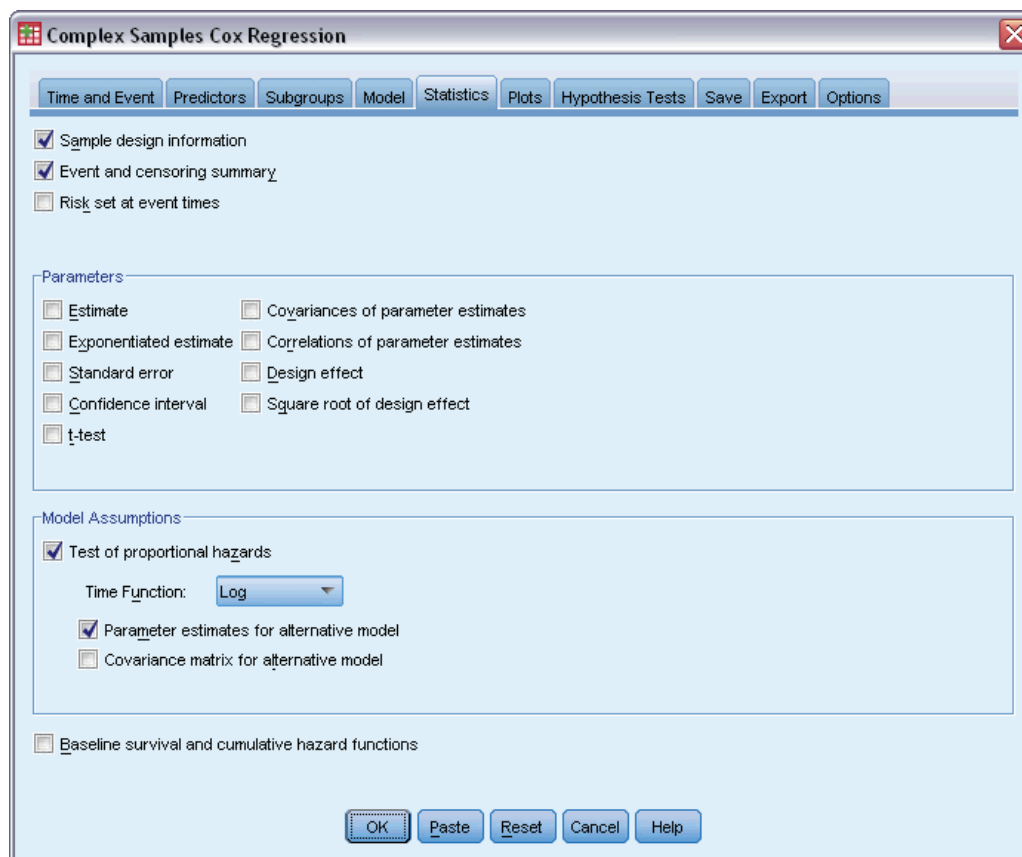 Complex Samples Cox Regression
Time and Event Predictors Subgroups Model Statistics Plots Hypothesis Tests Save Export Options
Sample design information
Event and censoring summary
Risk set at event times
Parameters
Estimate
Covariances of parameter estimates
Exponentiated estimate
Correlations of parameter estimates
Standard error
Design effect
Confidence interval
Square root of design effect
t-test
Model Assumptions
Test of proportional hazards
Time Function: Log
Parameter estimates for alternative model
Covariance matrix for alternative model
Baseline survival and cumulative hazard functions
OK Paste Reset Cancel Help